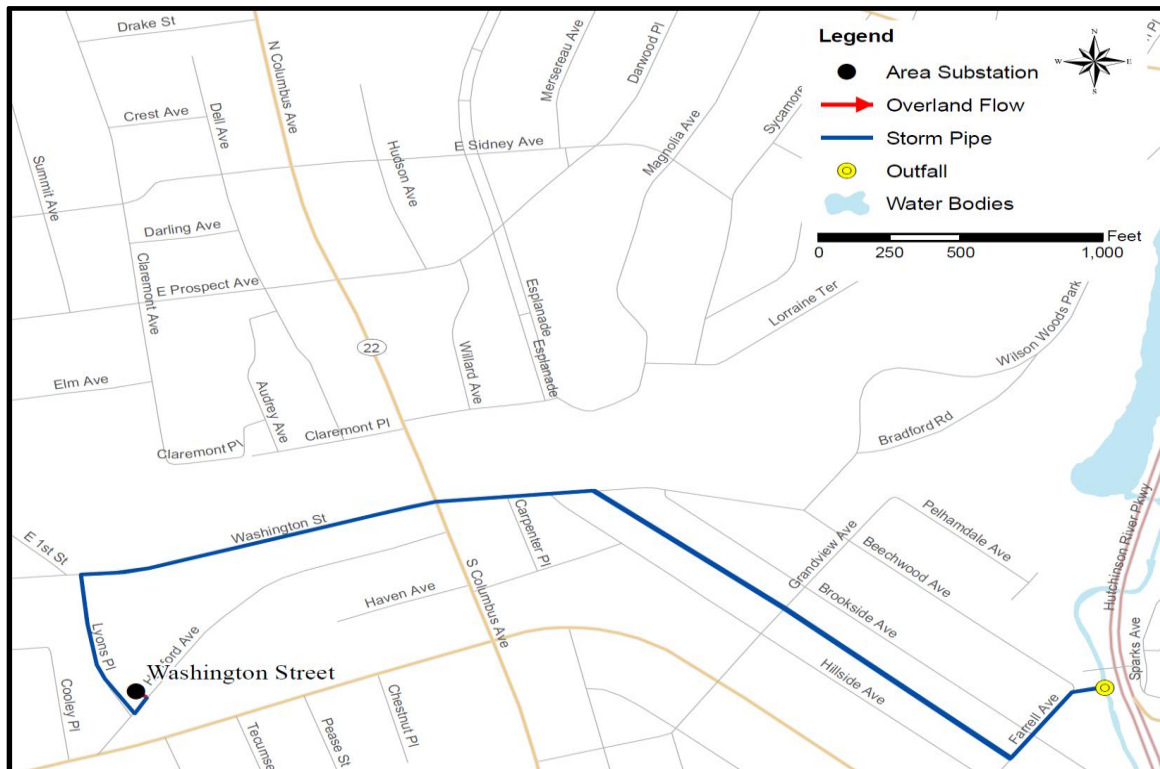 Drake St
N Columbus Ave
Mersereau Ave
Darwood Pl
Legend
N
W
E
S
Area Substation
Overland Flow
Storm Pipe
Outfall
Water Bodies
Feet
0 250 500 1,000
Crest Ave
Dell Ave
Summit Ave
Hudson Ave
E Sidney Ave
Magnolia Ave
Sycamore
Pl
Darling Ave
Claremont Ave
E Prospect Ave
Esplanade
Esplanade
Lorraine Ter
Wilson Woods Park
22
Willard Ave
Elm Ave
Audrey Ave
Claremont Pl
Claremont Pl
Bradford Rd
Washington St
Carpenter Pl
E 1st St
Pelhamdale Ave
Beechwood Ave
Grandview Ave
Hutchinson River Pkwy
Haven Ave
S Columbus Ave
Brookside Ave
Lyons Pl
Hillside Ave
Sparks Ave
Washington Street
Cooley Pl
Farrell Ave
Chestnut Pl
Pease St
Tecumse